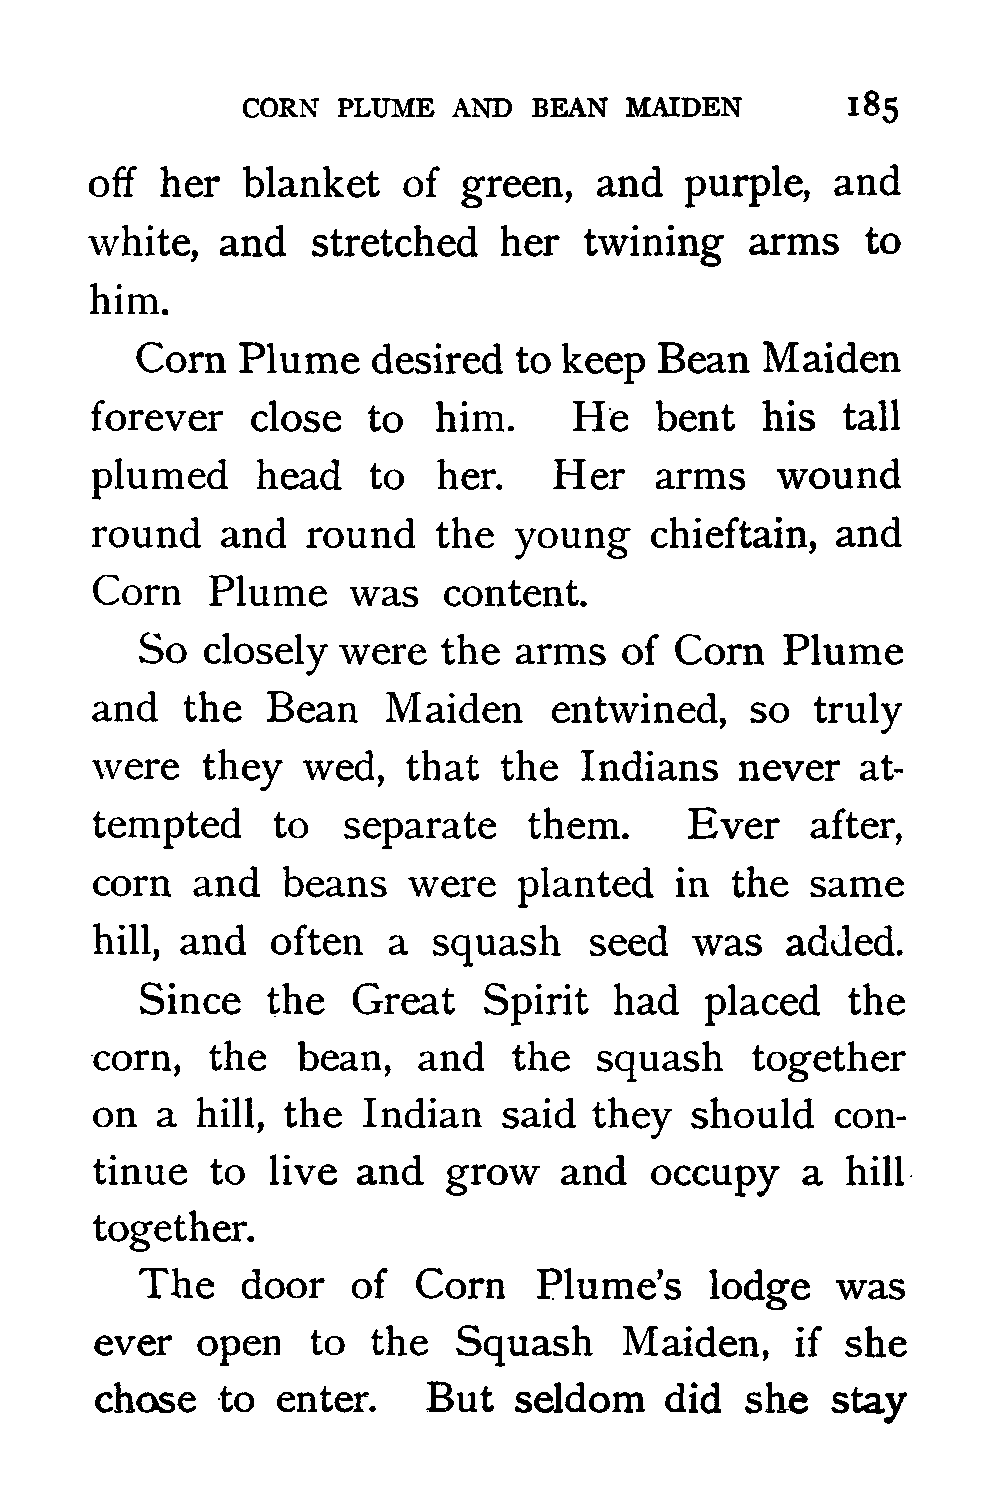 CORN PLUME AND BEAN MAIDEN 185
off her blanket of green, and purple, and
white, and stretched her twining arms to
him.
Corn Plume desired to keep Bean Maiden
forever close to him. He bent his tall
plumed head to her. Her arms wound
round and round the young chieftain, and
Corn Plume was content.
So closely were the arms of Corn Plume
and the Bean Maiden entwined, so truly
were they wed, that the Indians never at-
tempted to separate them. Ever after,
corn and beans were planted in the same
hill, and often a squash seed was added.
Since the Great Spirit had placed the
corn, the bean, and the squash together
on a hill, the Indian said they should con-
tinue to live and grow and occupy a hill
together.
The door of Corn Plume's lodge was
ever open to the Squash Maiden, if she
chose to enter. But seldom did she stay